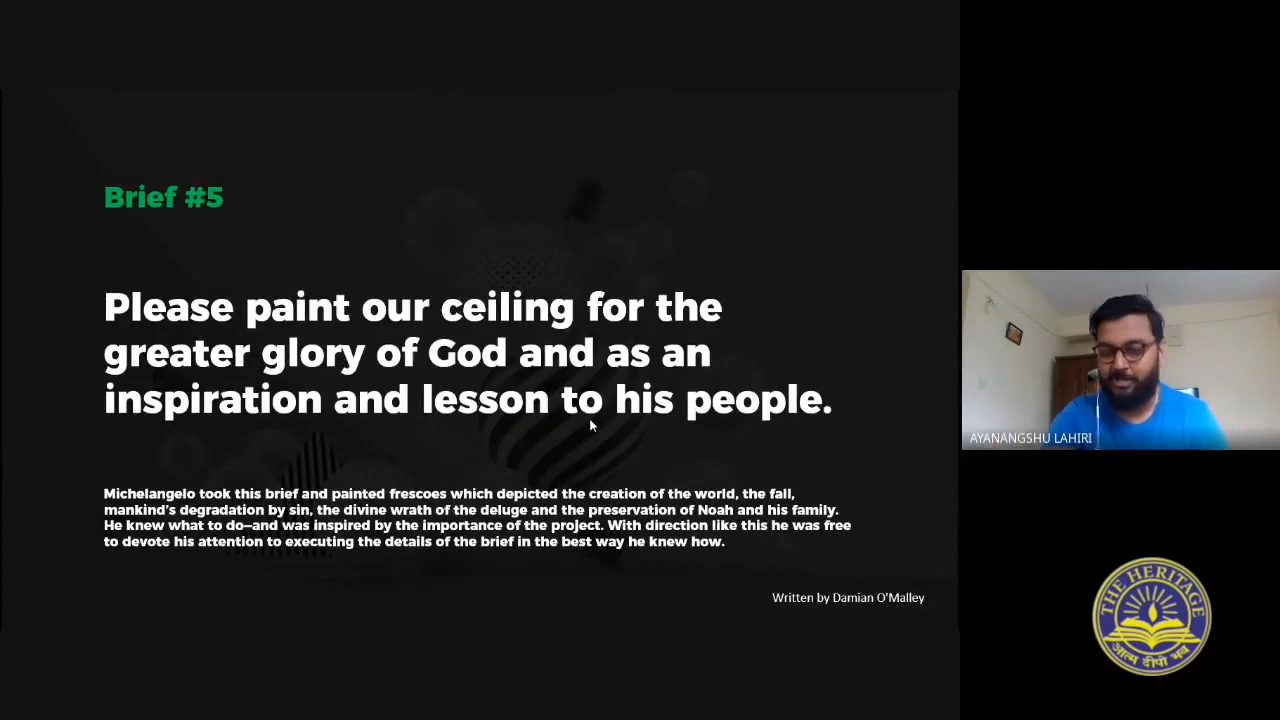 Brief #5
Please paint our ceiling for the
greater glory of God and as an
inspiration and lesson to his people.
Michelangelo took this brief and painted frescoes which depicted the creation of the world, the fall,
mankind's degradation by sin, the divine wrath of the deluge and the preservation of Noah and his family.
He knew what to do—and was inspired by the importance of the project. With direction like this he was free
to devote his attention to executing the details of the brief in the best way he knew how.
Written by Damian O'Malley
AYANANGSHU LAHIRI
THE HERITAGE
आत्म दीपो भव